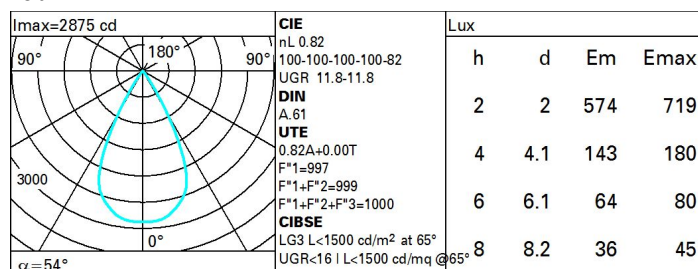 Imax=2875 cd
90° 180° 90°
3000
0°
α=54°
CIE
nL 0.82
100-100-100-100-82
UGR 11.8-11.8
DIN
A.61
UTE
0.82A+0.00T
F"1=997
F"1+F"2=999
F"1+F"2+F"3=1000
CIBSE
LG3 L<1500 cd/m² at 65°
UGR<16 | L<1500 cd/mq @65°
Lux
h d Em Emax
2 2 574 719
4 4.1 143 180
6 6.1 64 80
8 8.2 36 45